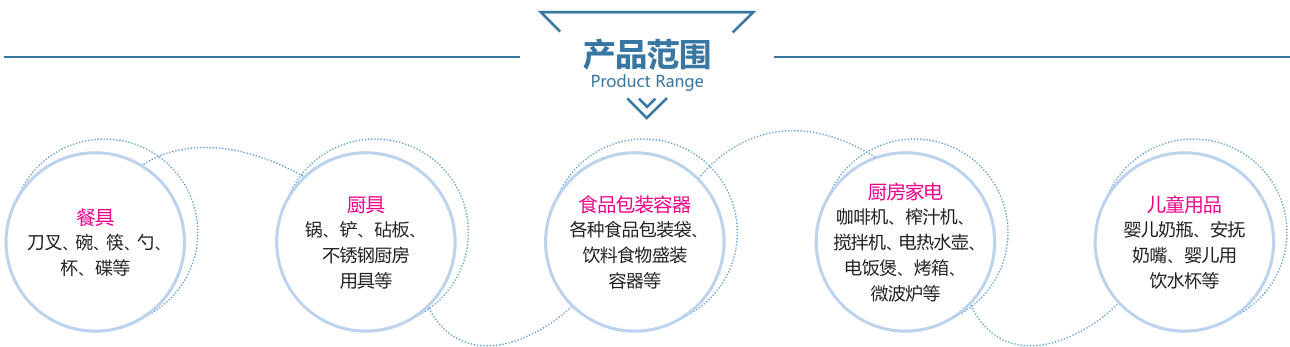 产品范围
Product Range
餐具
刀叉、碗、筷、勺、
杯、碟等
厨具
锅、铲、砧板、
不锈钢厨房
用具等
食品包装容器
各种食品包装袋、
饮料食物盛装
容器等
厨房家电
咖啡机、榨汁机、
搅拌机、电热水壶、
电饭煲、烤箱、
微波炉等
儿童用品
婴儿奶瓶、安抚
奶嘴、婴儿用
饮水杯等